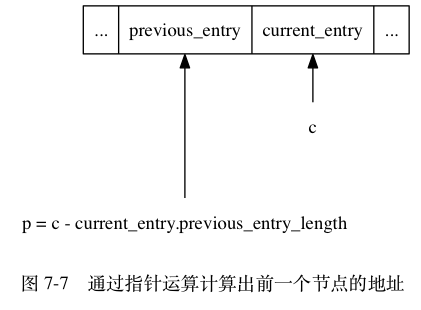 ... previous_entry current_entry ...
c
p = c - current_entry.previous_entry_length
图 7-7 通过指针运算计算出前一个节点的地址